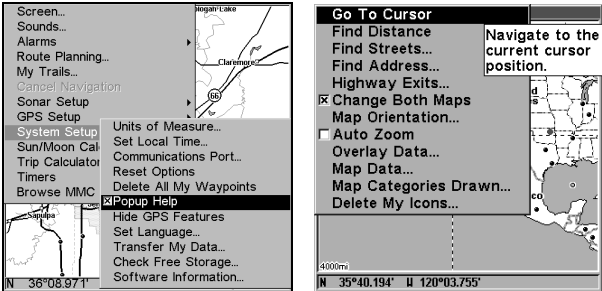 Screen...
Sounds...
Alarms
Route Planning...
My Trails...
Cancel Navigation
Sonar Setup
GPS Setup
System Setup
Sun/Moon Cal
Trip Calculator
Timers
Browse MMC
Units of Measure...
Set Local Time...
Communications Port...
Reset Options
Delete All My Waypoints
Popup Help
Hide GPS Features
Set Language...
Transfer My Data...
Check Free Storage...
Software Information...
Lake
Claremore
66
Sapulpa
N 36°08.971'
Go To Cursor
Find Distance
Find Streets...
Find Address...
Highway Exits...
Change Both Maps
Map Orientation...
Auto Zoom
Overlay Data...
Map Data...
Map Categories Drawn...
Delete My Icons...
Navigate to the
current cursor
position.
d
es
co
4000mi
N 35°40.194' W 120°03.755'